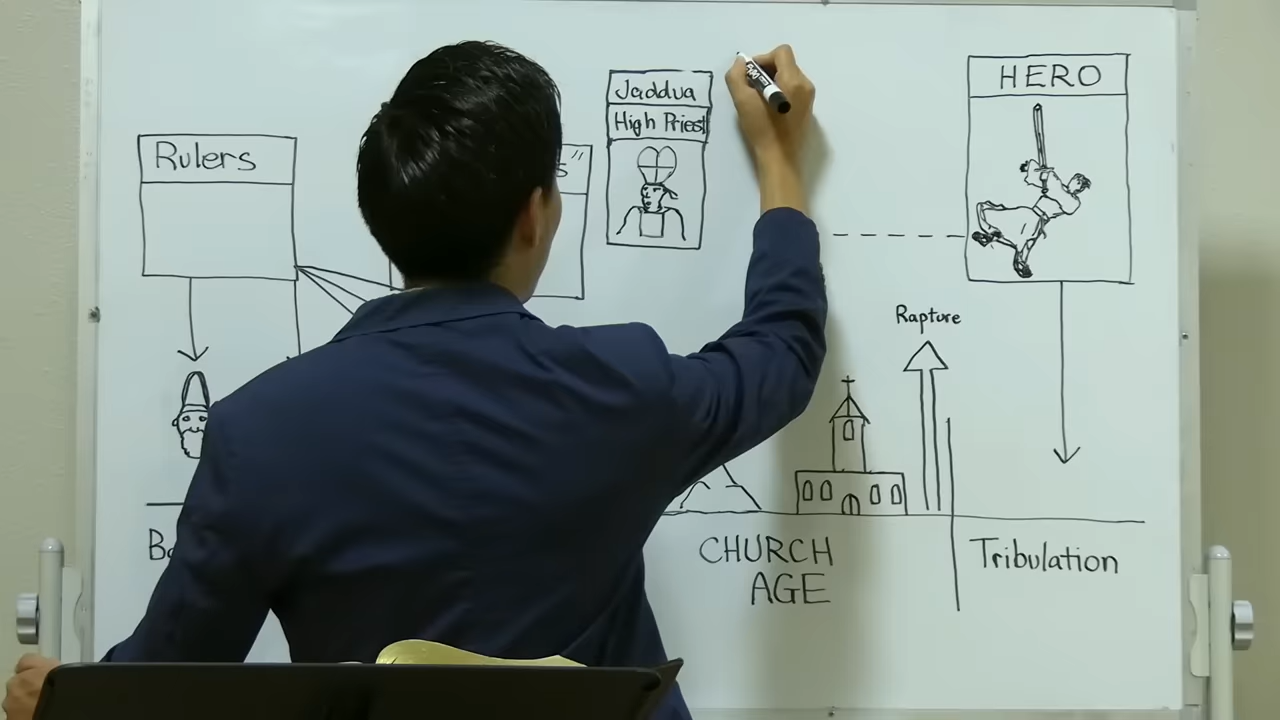 Jaddua
High Priest
HERO
Rulers
Rapture
CHURCH
AGE
Tribulation